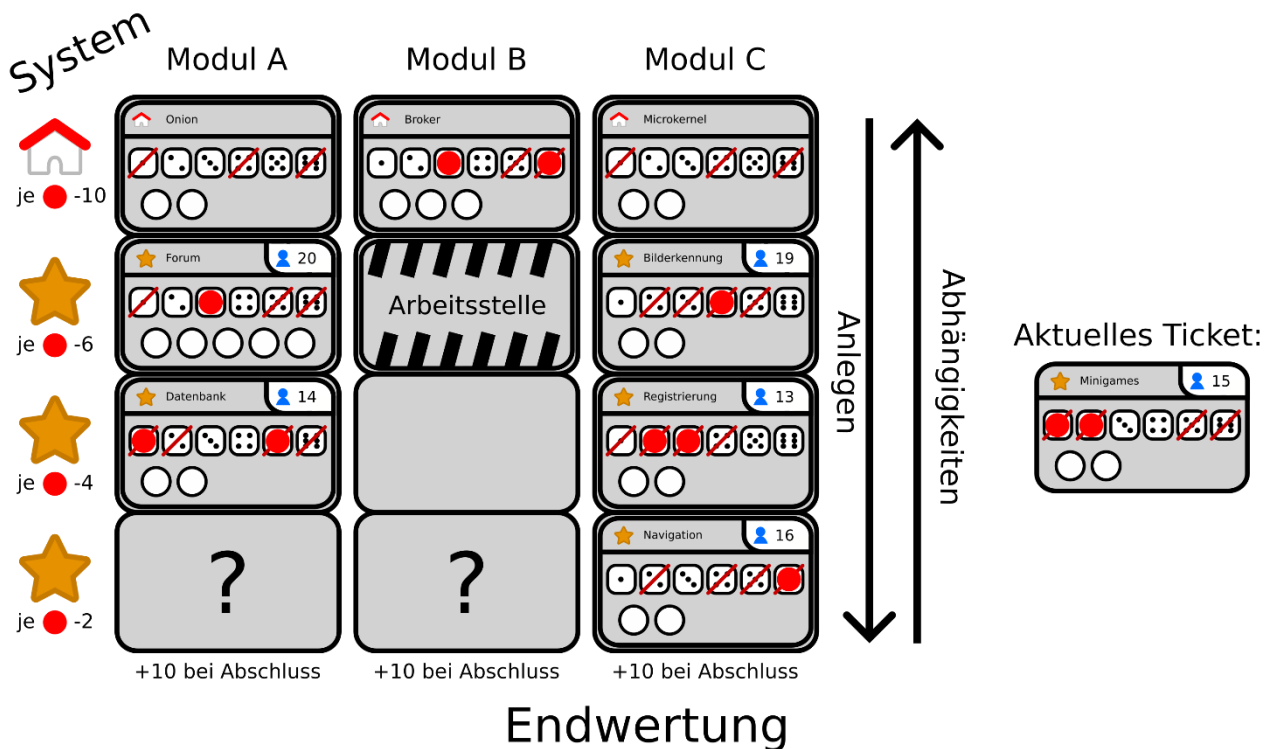 System
Modul A
Modul B
Modul C
Onion
Broker
Microkernel
je -10
Forum
20
Arbeitsstelle
Bilderkennung
19
je -6
Datenbank
14
Registrierung
13
je -4
?
?
Navigation
16
je -2
+10 bei Abschluss
+10 bei Abschluss
+10 bei Abschluss
Anlegen
Abhängigkeiten
Aktuelles Ticket:
Minigames
15
Endwertung